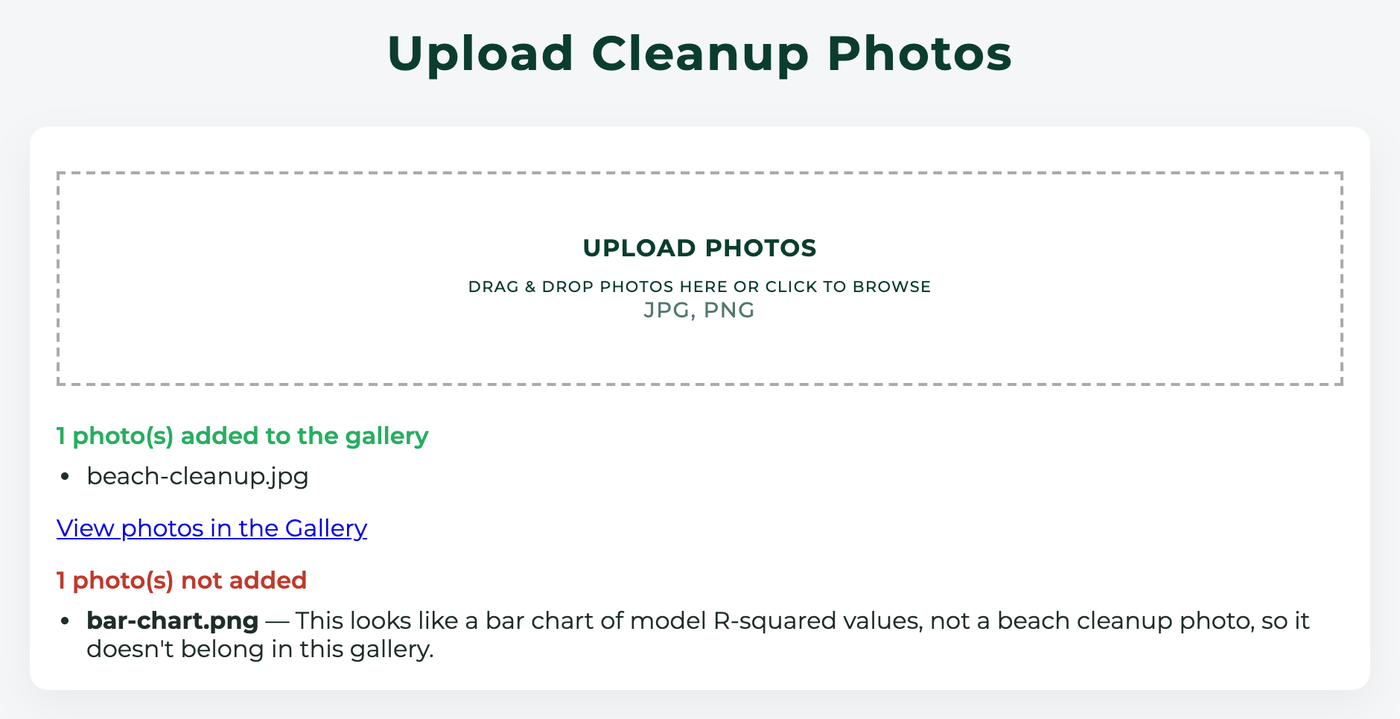 Upload Cleanup Photos
UPLOAD PHOTOS
DRAG & DROP PHOTOS HERE OR CLICK TO BROWSE
JPG, PNG
1 photo(s) added to the gallery
• beach-cleanup.jpg
View photos in the Gallery
1 photo(s) not added
• bar-chart.png — This looks like a bar chart of model R-squared values, not a beach cleanup photo, so it
doesn't belong in this gallery.